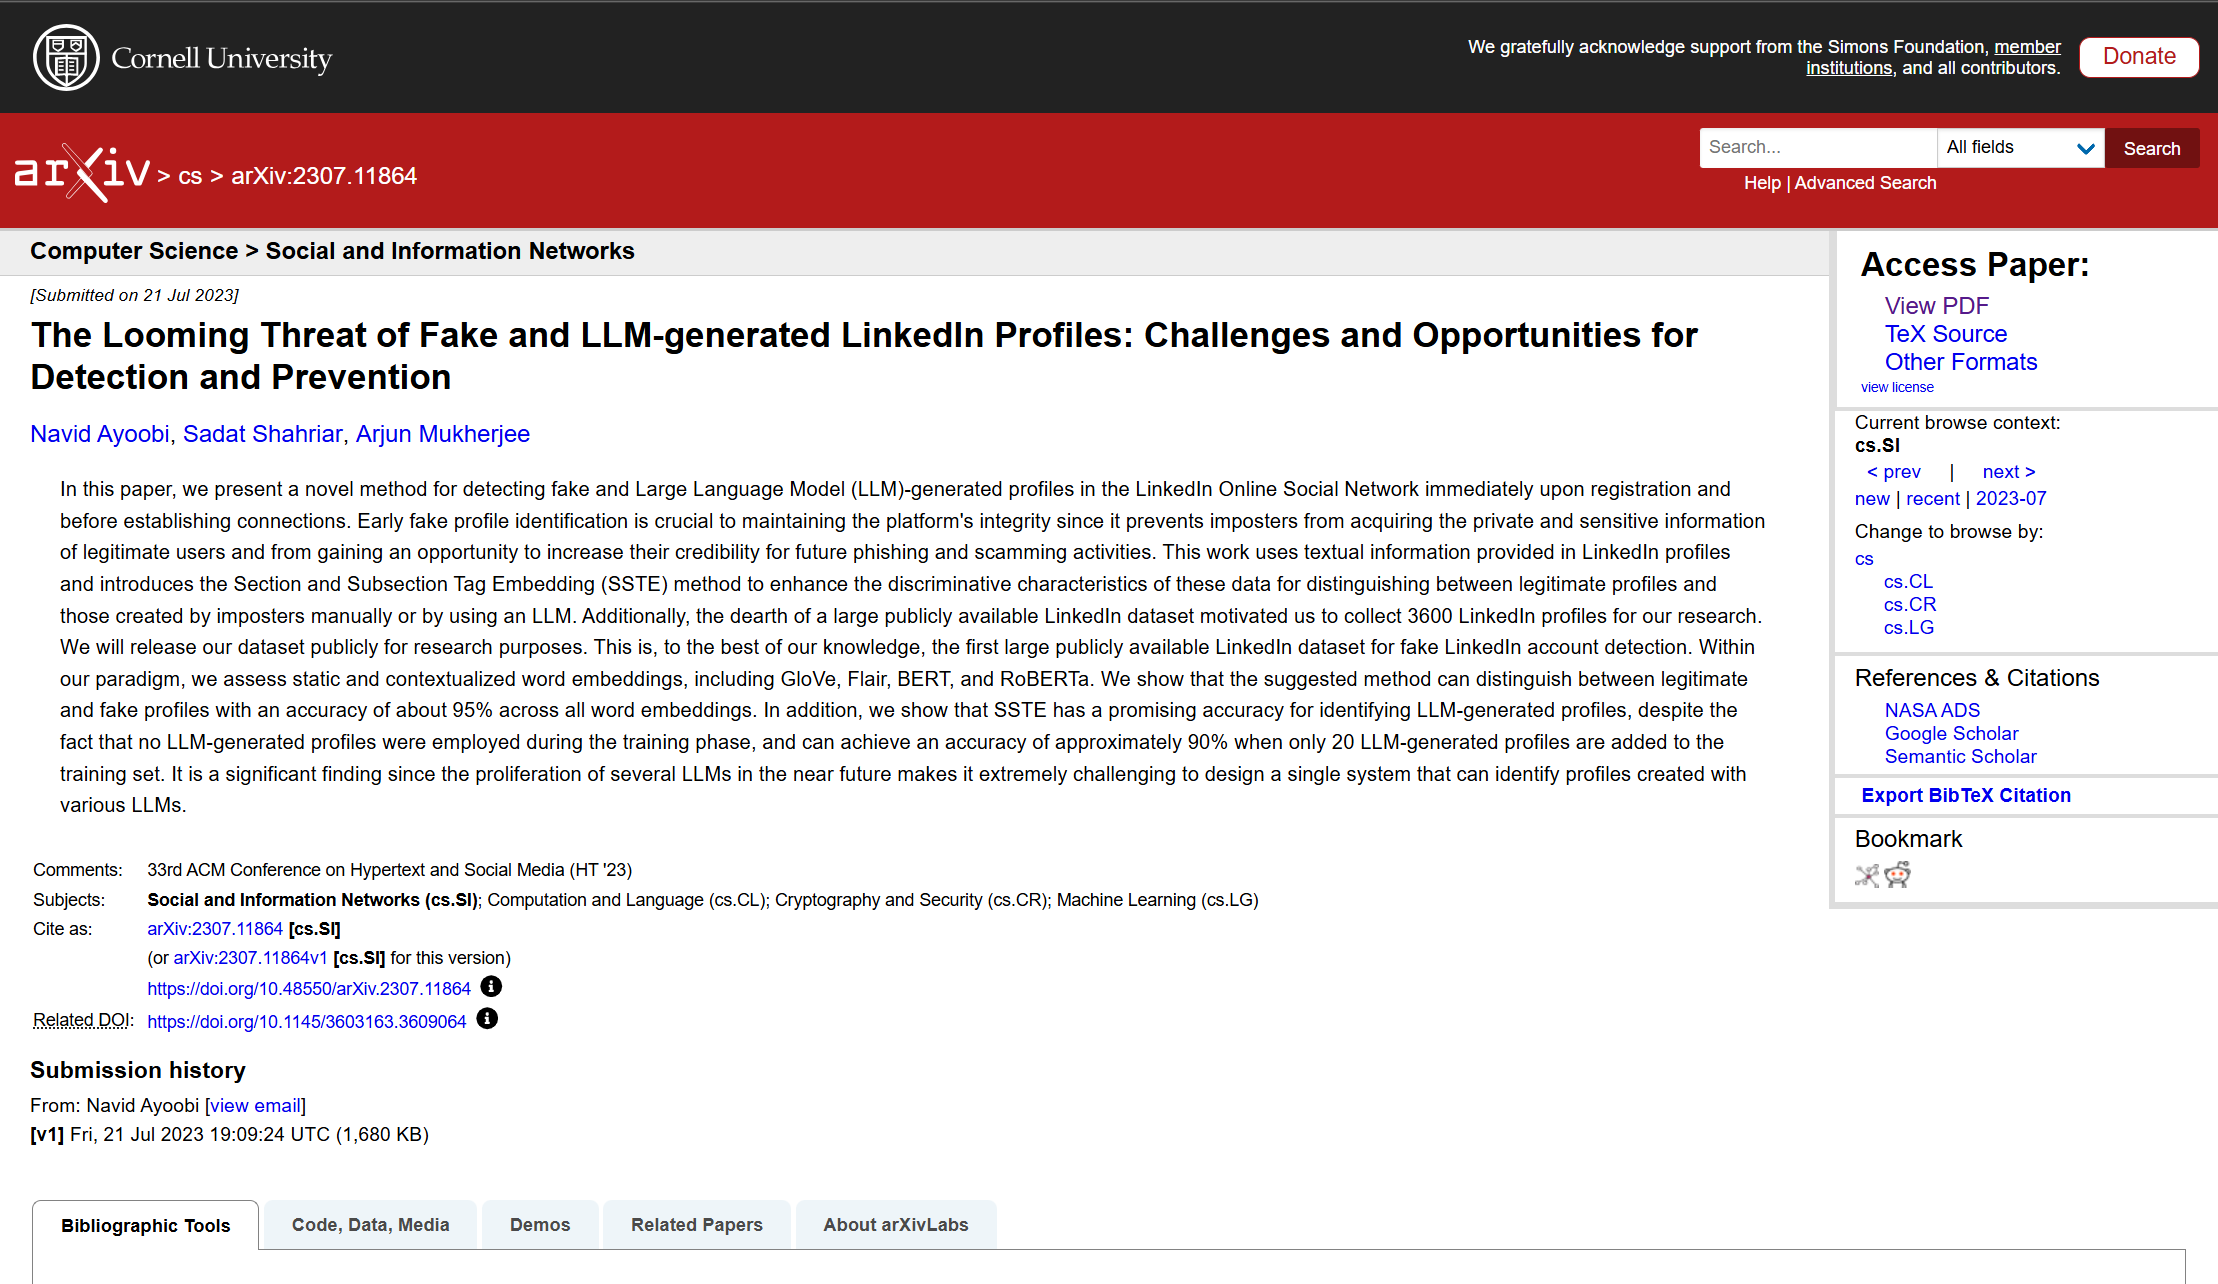 Cornell University
We gratefully acknowledge support from the Simons Foundation, member
institutions, and all contributors.
Donate
arXiv > cs > arXiv:2307.11864
Search...
All fields
Search
Help | Advanced Search
Computer Science > Social and Information Networks
[Submitted on 21 Jul 2023]
The Looming Threat of Fake and LLM-generated LinkedIn Profiles: Challenges and Opportunities for
Detection and Prevention
Navid Ayoobi, Sadat Shahriar, Arjun Mukherjee
In this paper, we present a novel method for detecting fake and Large Language Model (LLM)-generated profiles in the LinkedIn Online Social Network immediately upon registration and
before establishing connections. Early fake profile identification is crucial to maintaining the platform's integrity since it prevents imposters from acquiring the private and sensitive information
of legitimate users and from gaining an opportunity to increase their credibility for future phishing and scamming activities. This work uses textual information provided in LinkedIn profiles
and introduces the Section and Subsection Tag Embedding (SSTE) method to enhance the discriminative characteristics of these data for distinguishing between legitimate profiles and
those created by imposters manually or by using an LLM. Additionally, the dearth of a large publicly available LinkedIn dataset motivated us to collect 3600 LinkedIn profiles for our research.
We will release our dataset publicly for research purposes. This is, to the best of our knowledge, the first large publicly available LinkedIn dataset for fake LinkedIn account detection. Within
our paradigm, we assess static and contextualized word embeddings, including GloVe, Flair, BERT, and RoBERTa. We show that the suggested method can distinguish between legitimate
and fake profiles with an accuracy of about 95% across all word embeddings. In addition, we show that SSTE has a promising accuracy for identifying LLM-generated profiles, despite the
fact that no LLM-generated profiles were employed during the training phase, and can achieve an accuracy of approximately 90% when only 20 LLM-generated profiles are added to the
training set. It is a significant finding since the proliferation of several LLMs in the near future makes it extremely challenging to design a single system that can identify profiles created with
various LLMs.
Comments: 33rd ACM Conference on Hypertext and Social Media (HT '23)
Subjects: Social and Information Networks (cs.SI); Computation and Language (cs.CL); Cryptography and Security (cs.CR); Machine Learning (cs.LG)
Cite as: arXiv:2307.11864 [cs.SI]
(or arXiv:2307.11864v1 [cs.SI] for this version)
https://doi.org/10.48550/arXiv.2307.11864
Related DOI: https://doi.org/10.1145/3603163.3609064
Submission history
From: Navid Ayoobi [view email]
[v1] Fri, 21 Jul 2023 19:09:24 UTC (1,680 KB)
Bibliographic Tools
Code, Data, Media
Demos
Related Papers
About arXivLabs
Access Paper:
View PDF
TeX Source
Other Formats
view license
Current browse context:
cs.SI
< prev | next >
new | recent | 2023-07
Change to browse by:
cs
cs.CL
cs.CR
cs.LG
References & Citations
NASA ADS
Google Scholar
Semantic Scholar
Export BibTeX Citation
Bookmark